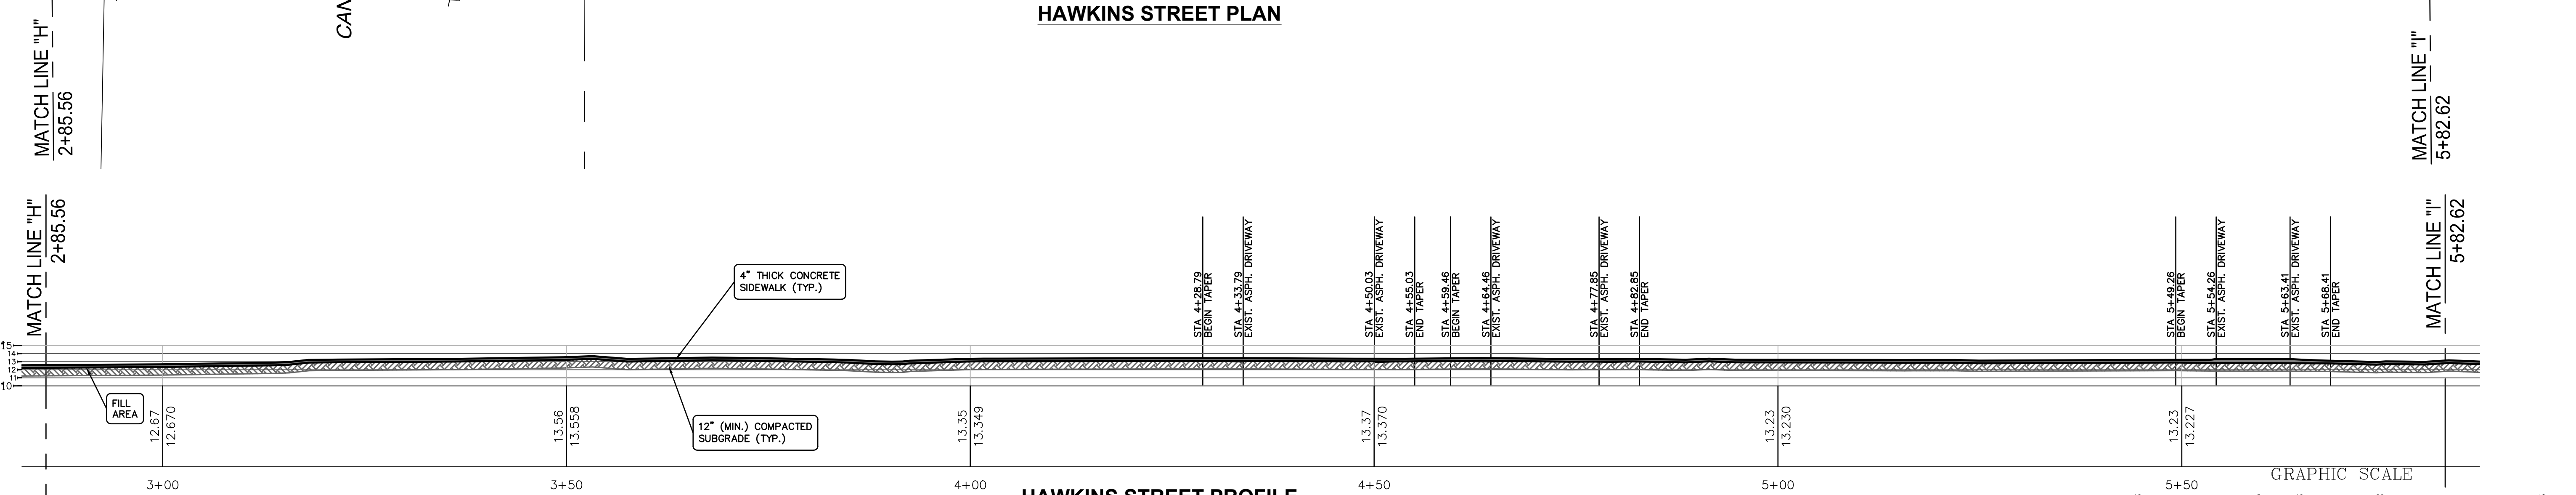 HAWKINS STREET PLAN
CAN
MATCH LINE "H"
2+85.56
MATCH LINE "I"
5+82.62
MATCH LINE "H"
2+85.56
MATCH LINE "I"
5+82.62
4" THICK CONCRETE
SIDEWALK (TYP.)
STA 4+28.79
BEGIN TAPER
STA 4+33.79
EXIST. ASPH. DRIVEWAY
STA 4+50.03
EXIST. ASPH. DRIVEWAY
STA 4+55.03
END TAPER
STA 4+59.46
BEGIN TAPER
STA 4+64.46
EXIST. ASPH. DRIVEWAY
STA 4+77.85
EXIST. ASPH. DRIVEWAY
STA 4+82.85
END TAPER
STA 5+49.26
BEGIN TAPER
STA 5+54.26
EXIST. ASPH. DRIVEWAY
STA 5+63.41
EXIST. ASPH. DRIVEWAY
STA 5+68.41
END TAPER
15
14
13
12
11
10
FILL
AREA
12" (MIN.) COMPACTED
SUBGRADE (TYP.)
12.67
12.670
13.56
13.558
13.35
13.349
13.37
13.370
13.23
13.230
13.23
13.227
GRAPHIC SCALE
3+00
3+50
4+00
4+50
5+00
5+50
HAWKINS STREET PROFILE